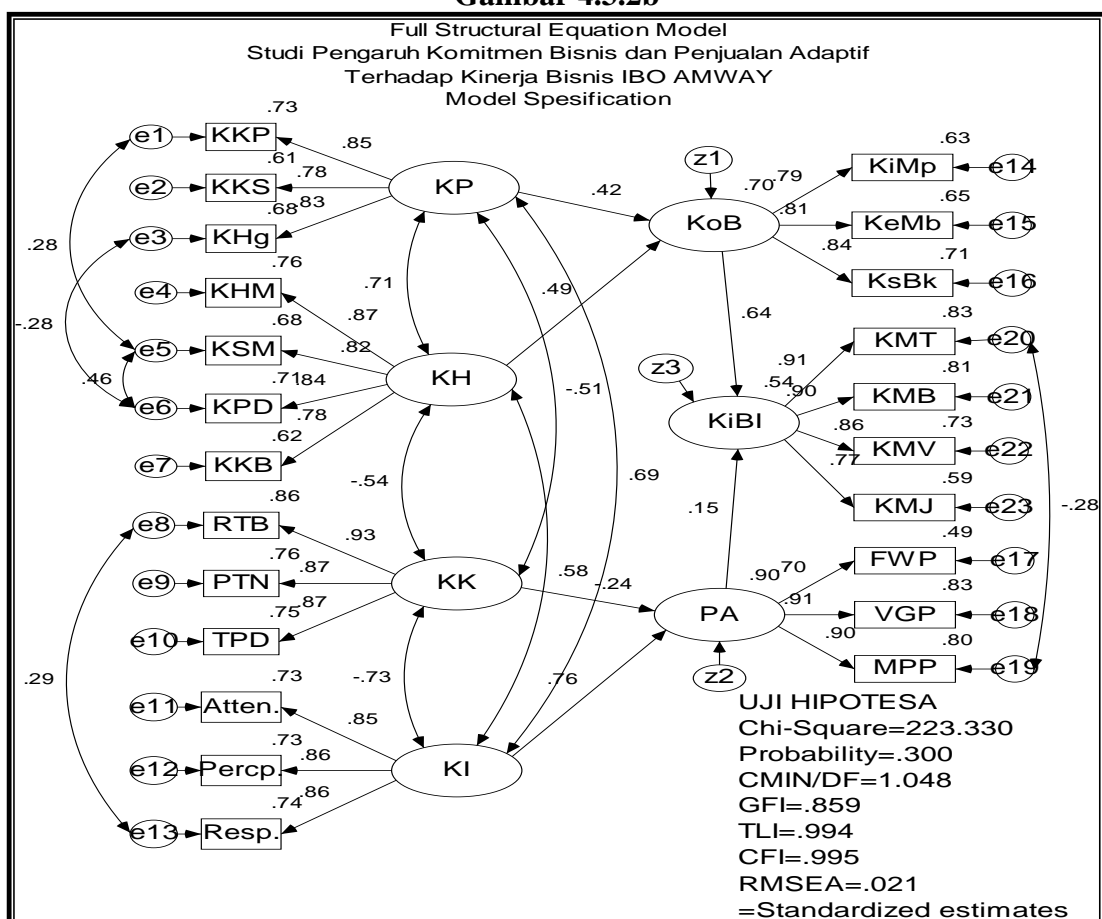 Gambar
Full Structural Equation Model
Studi Pengaruh Komitmen Bisnis dan Penjualan Adaptif
Terhadap Kinerja Bisnis IBO AMWAY
Model Spesification
.73
e1 KKP .85
.61
e2 KKS .78
.68
e3 KHg .83
.76
e4 KHM .87
.68
e5 KSM .82
.71
e6 KPD .84
.62
e7 KKB .78
.86
e8 RTB .93
.76
e9 PTN .87
.75
e10 TPD .87
.73
e11 Atten. .85
.73
e12 Percp. .86
.74
e13 Resp. .86
.28
-.28
.46
.29
KP
.71
KH
-.54
KK
-.73
KI
-.51
.69
.58
.42
.49
-.24
.76
z1
.70
KoB
.64
z3
.54
KiBI
.15
.90
PA
z2
.63
.79 KiMp e14
.65
.81 KeMb e15
.71
.84 KsBk e16
.83
.91 KMT e20
.81
.90 KMB e21
.73
.86 KMV e22
.59
.77 KMJ e23
.49
.70 FWP e17
.83
.91 VGP e18
.80
.90 MPP e19
-.28
UJI HIPOTESA
Chi-Square=223.330
Probability=.300
CMIN/DF=1.048
GFI=.859
TLI=.994
CFI=.995
RMSEA=.021
=Standardized estimates